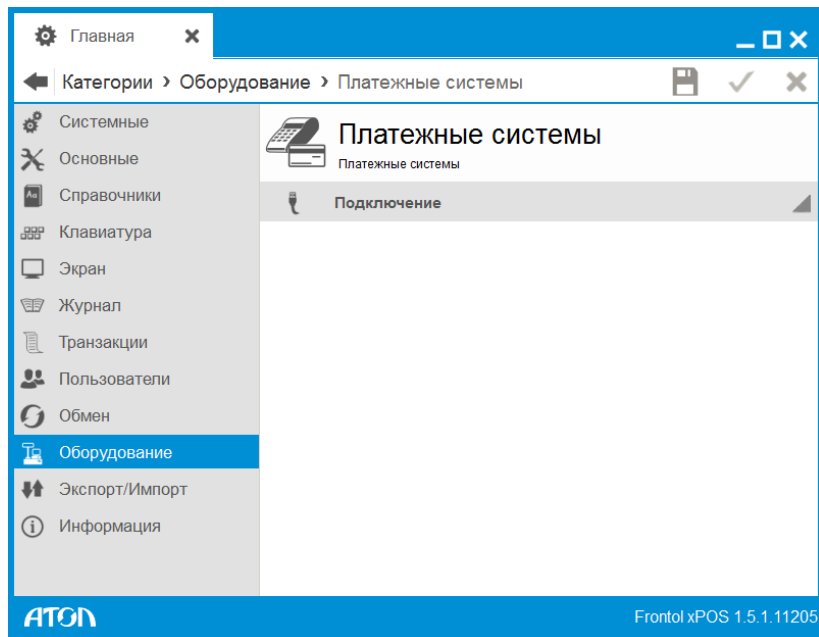 Главная
Категории › Оборудование › Платежные системы
Системные
Основные
Справочники
Клавиатура
Экран
Журнал
Транзакции
Пользователи
Обмен
Оборудование
Экспорт/Импорт
Информация
Платежные системы
Платежные системы
Подключение
ATOЛ
Frontol xPOS 1.5.1.11205